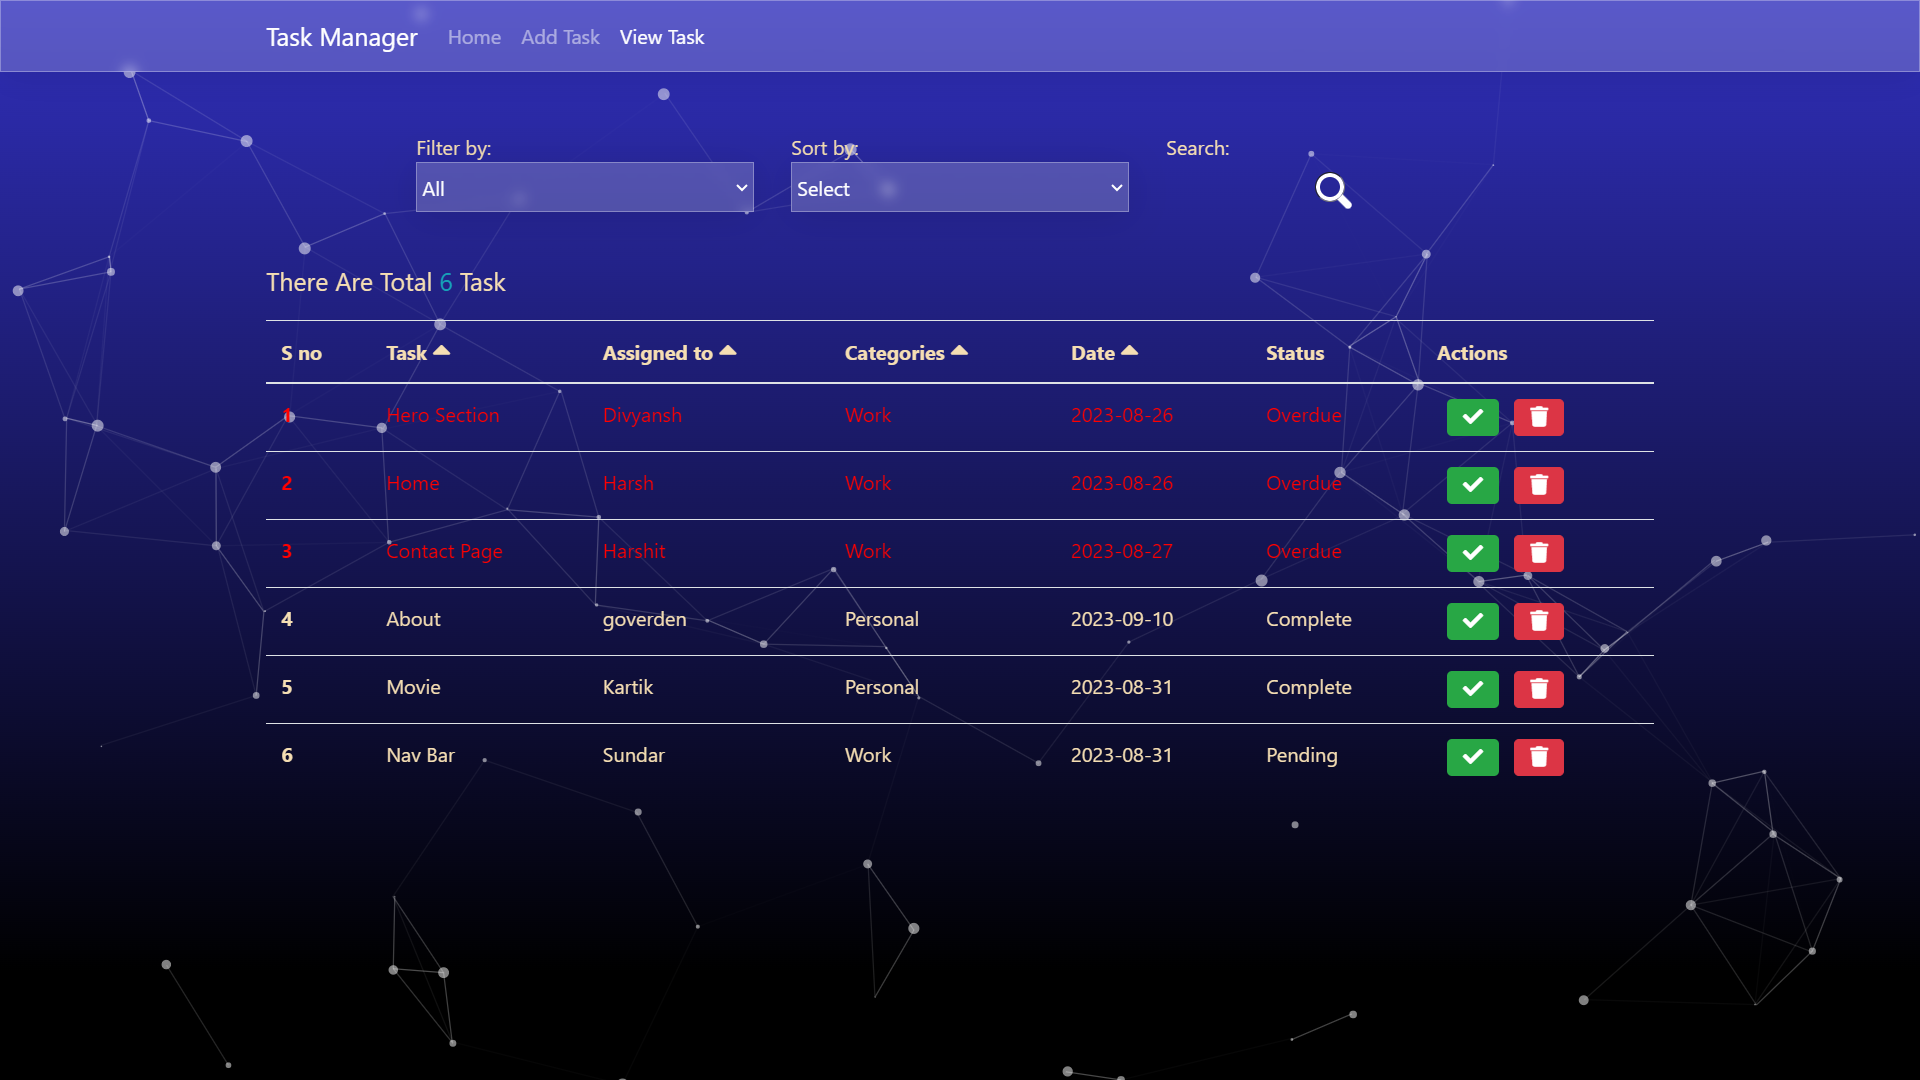 Task Manager Home Add Task View Task
Filter by: Sort by: Search:
All Select
There Are Total 6 Task
S no Task Assigned to Categories Date Status Actions
1 Hero Section Divyansh Work 2023-08-26 Overdue
2 Home Harsh Work 2023-08-26 Overdue
3 Contact Page Harshit Work 2023-08-27 Overdue
4 About goverden Personal 2023-09-10 Complete
5 Movie Kartik Personal 2023-08-31 Complete
6 Nav Bar Sundar Work 2023-08-31 Pending